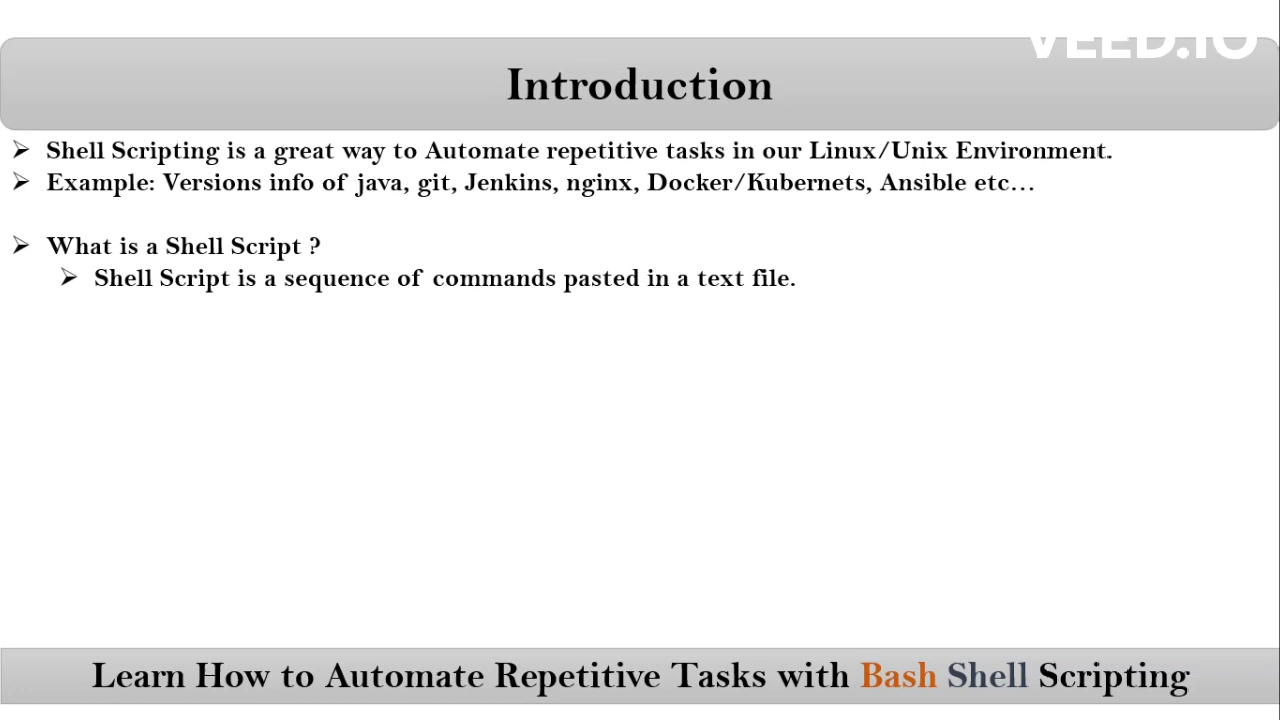 VEED.IO
Introduction
Shell Scripting is a great way to Automate repetitive tasks in our Linux/Unix Environment.
Example: Versions info of java, git, Jenkins, nginx, Docker/Kubernets, Ansible etc…
What is a Shell Script ?
Shell Script is a sequence of commands pasted in a text file.
Learn How to Automate Repetitive Tasks with Bash Shell Scripting